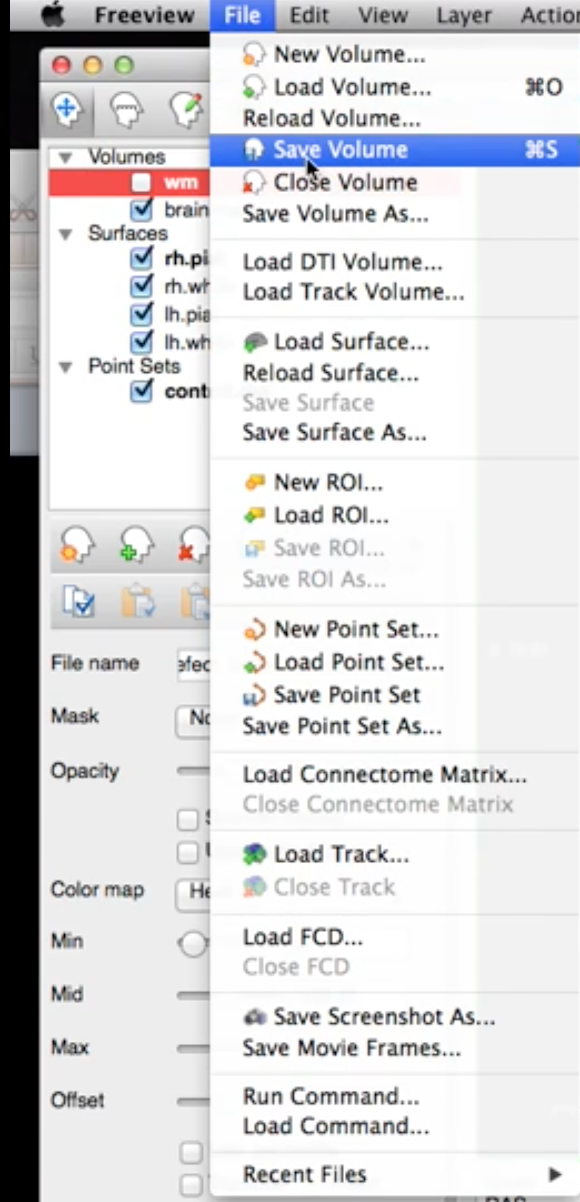 Freeview File Edit View Layer Action
New Volume...
Load Volume... ⌘O
Reload Volume...
Save Volume ⌘S
Close Volume
Save Volume As...
Load DTI Volume...
Load Track Volume...
Load Surface...
Reload Surface...
Save Surface
Save Surface As...
New ROI...
Load ROI...
Save ROI...
Save ROI As...
New Point Set...
Load Point Set...
Save Point Set
Save Point Set As...
Load Connectome Matrix...
Close Connectome Matrix
Load Track...
Close Track
Load FCD...
Close FCD
Save Screenshot As...
Save Movie Frames...
Run Command...
Load Command...
Recent Files
Volumes
wm
brain
Surfaces
rh.pi
rh.wh
lh.pia
lh.wh
Point Sets
cont
File name efec
Mask No
Opacity
Color map He
Min
Mid
Max
Offset